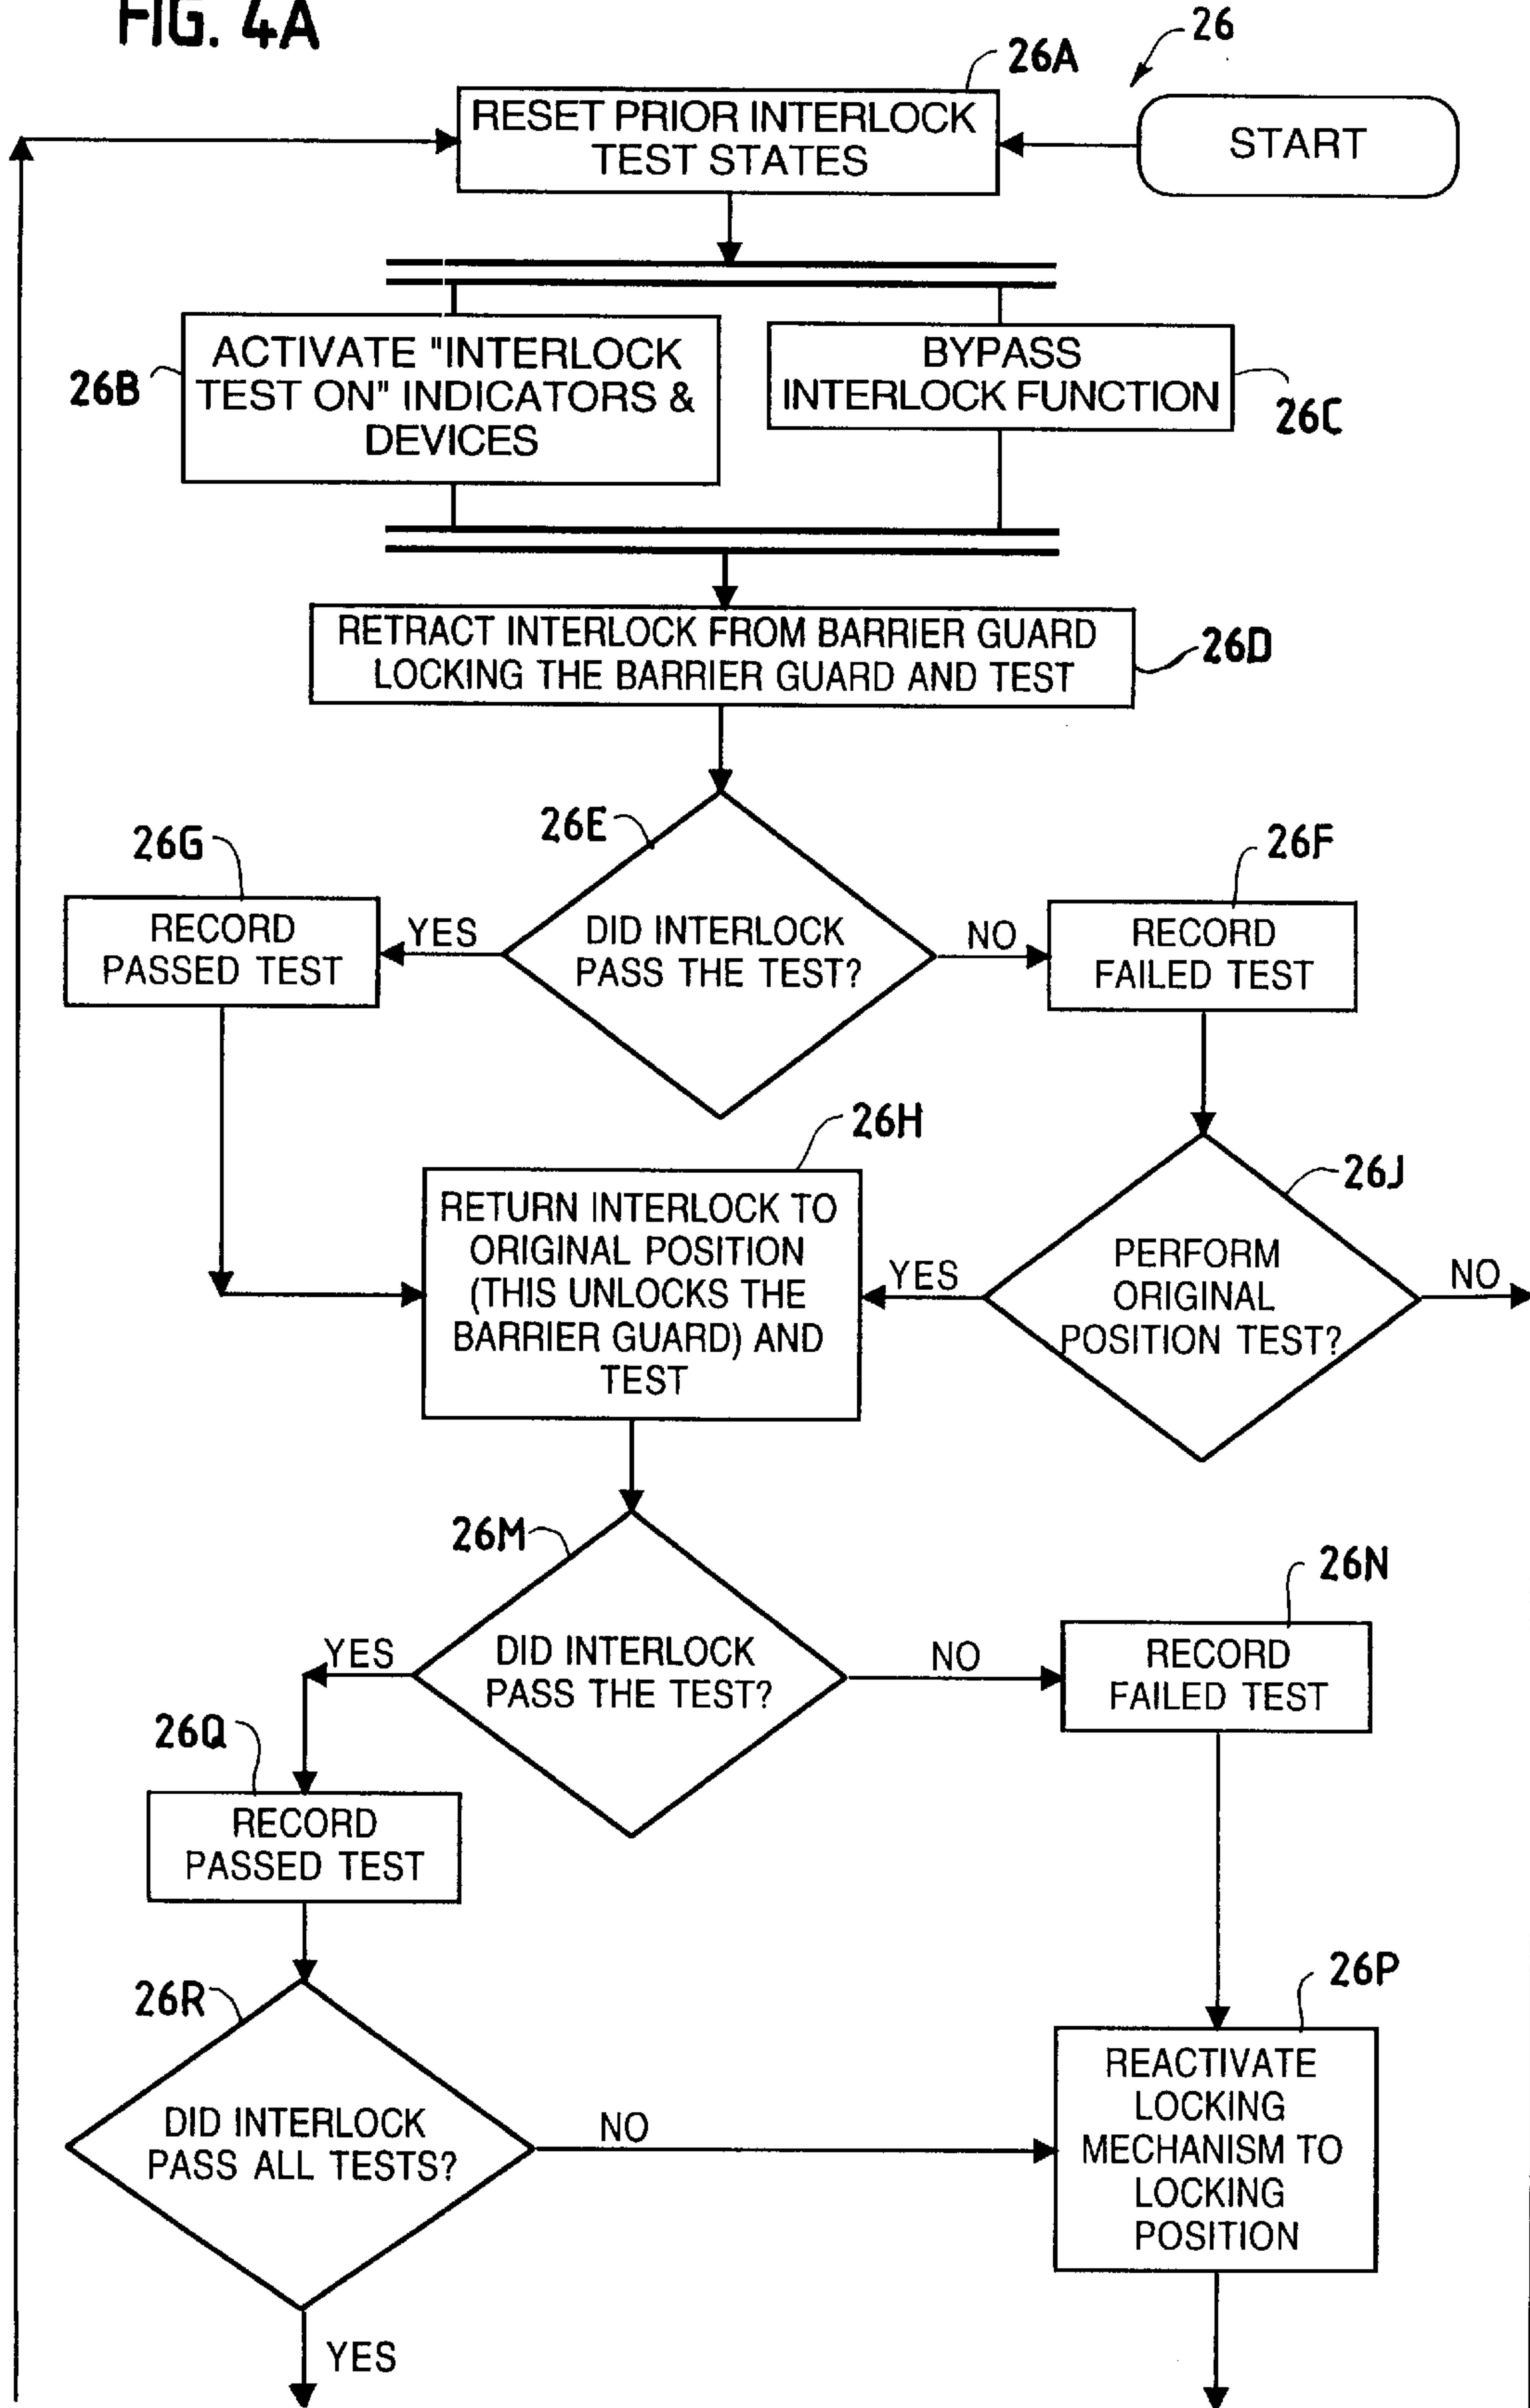 FIG. 4A
26
26A
RESET PRIOR INTERLOCK
TEST STATES
START
26B
ACTIVATE "INTERLOCK
TEST ON" INDICATORS &
DEVICES
BYPASS
INTERLOCK FUNCTION
26C
RETRACT INTERLOCK FROM BARRIER GUARD
LOCKING THE BARRIER GUARD AND TEST
26D
26E
26G
26F
RECORD
PASSED TEST
YES
DID INTERLOCK
PASS THE TEST?
NO
RECORD
FAILED TEST
26H
26J
RETURN INTERLOCK TO
ORIGINAL POSITION
(THIS UNLOCKS THE
BARRIER GUARD) AND
TEST
YES
PERFORM
ORIGINAL
POSITION TEST?
NO
26M
26N
YES
DID INTERLOCK
PASS THE TEST?
NO
RECORD
FAILED TEST
26Q
RECORD
PASSED TEST
26R
26P
DID INTERLOCK
PASS ALL TESTS?
NO
REACTIVATE
LOCKING
MECHANISM TO
LOCKING
POSITION
YES